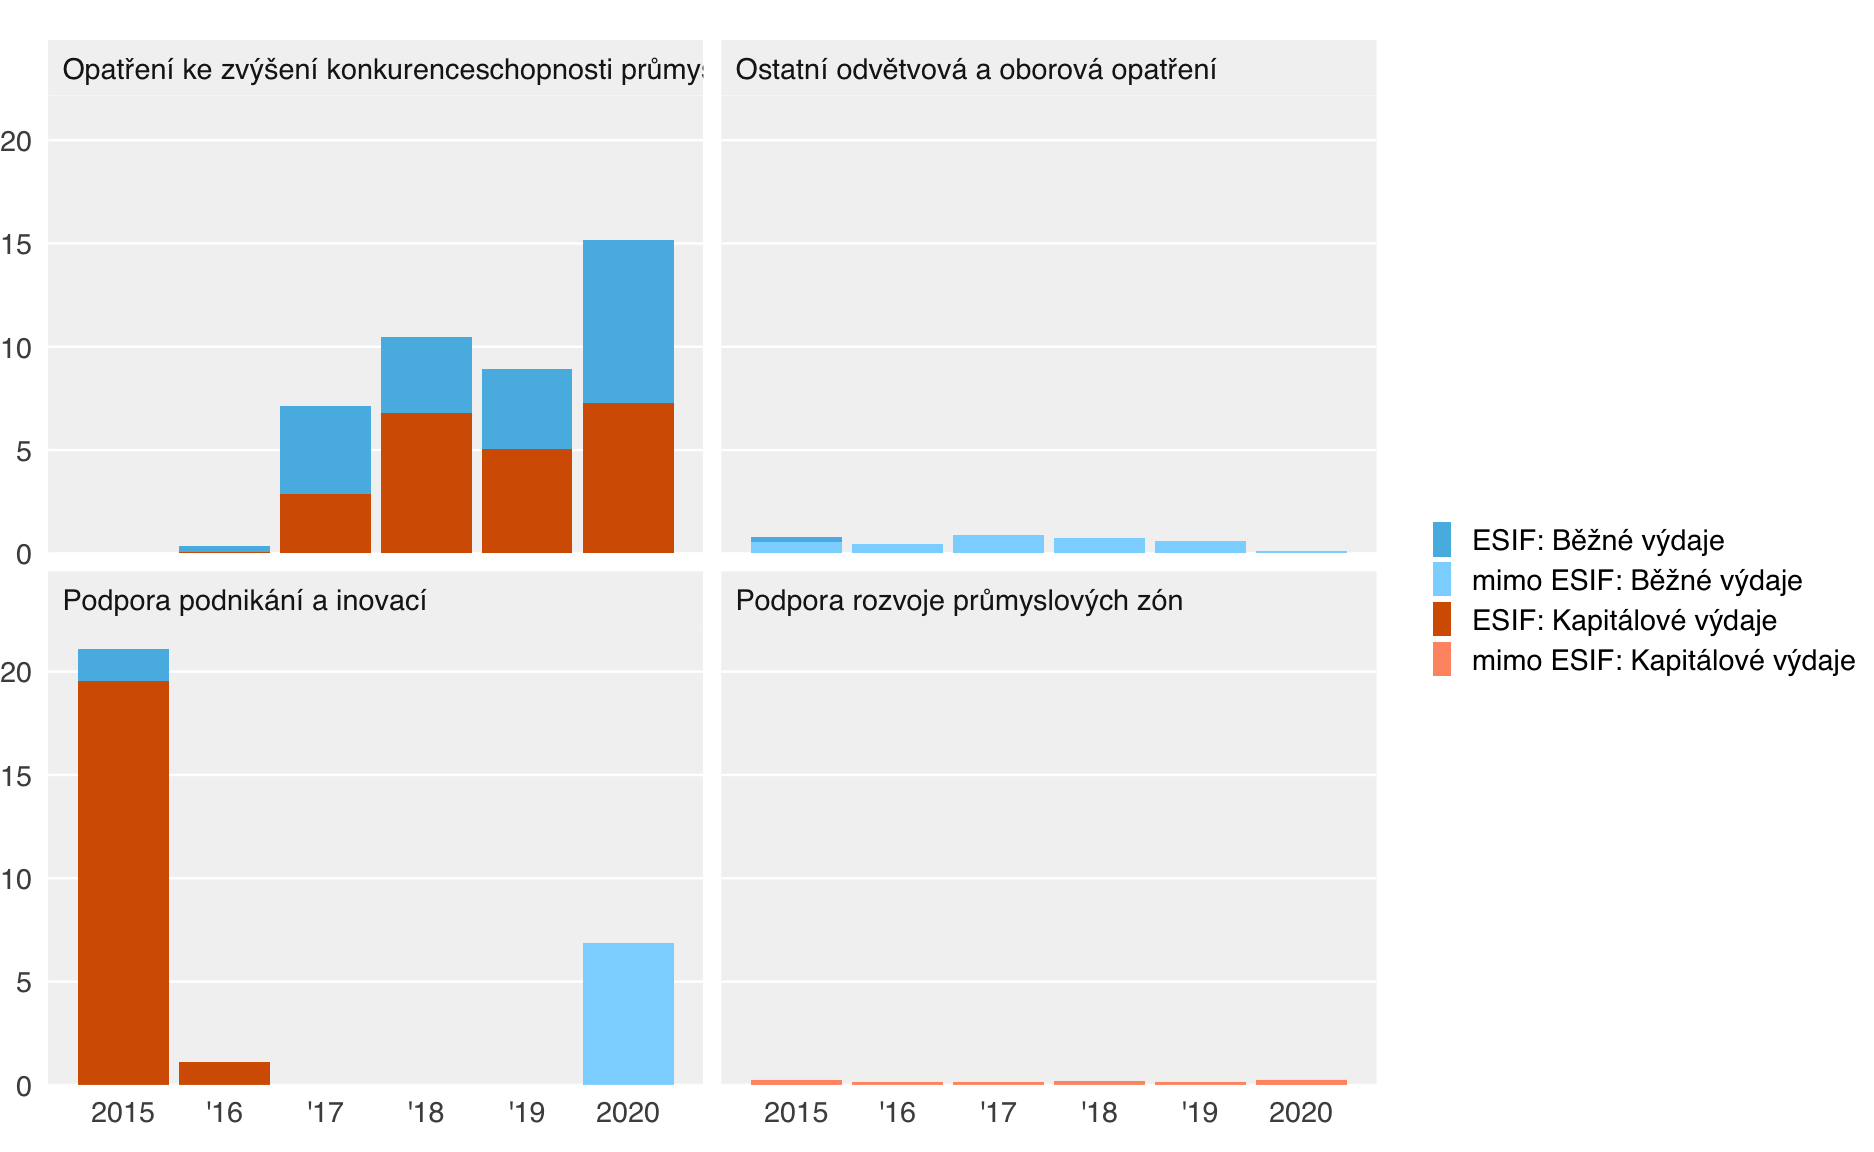 Opatření ke zvýšení konkurenceschopnosti
Ostatní odvětvová a oborová opatření
20
15
10
5
0
Podpora podnikání a inovací
Podpora rozvoje průmyslových zón
20
15
10
5
0
2015 '16 '17 '18 '19 2020
2015 '16 '17 '18 '19 2020
ESIF: Běžné výdaje
mimo ESIF: Běžné výdaje
ESIF: Kapitálové výdaje
mimo ESIF: Kapitálové výdaje